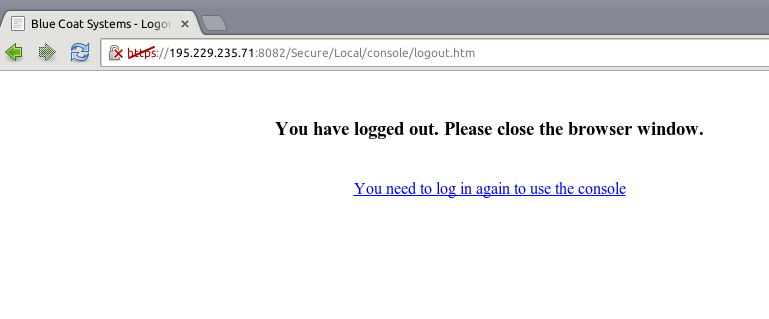 Blue Coat Systems - Logou
https://195.229.235.71:8082/Secure/Local/console/logout.htm
You have logged out. Please close the browser window.
You need to log in again to use the console